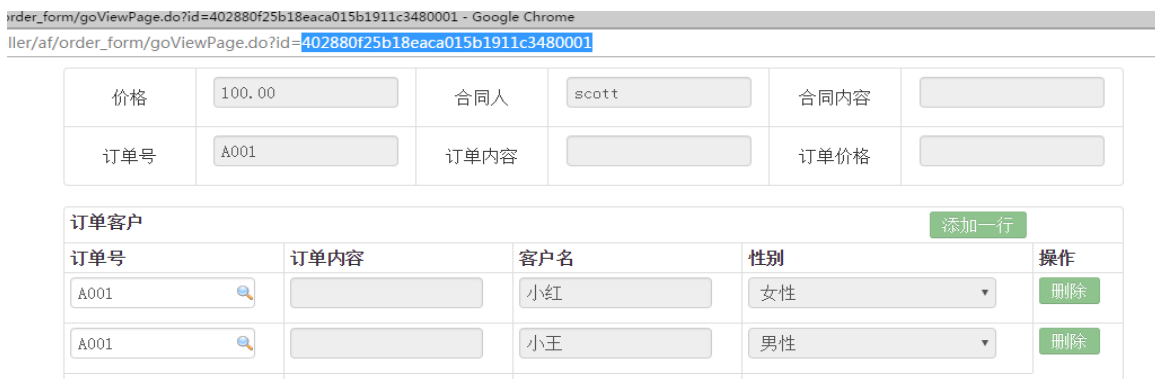 order_form/goViewPage.do?id=402880f25b18eaca015b1911c3480001 - Google Chrome
ller/af/order_form/goViewPage.do?id=402880f25b18eaca015b1911c3480001
价格 100.00 合同人 scott 合同内容
订单号 A001 订单内容 订单价格
订单客户 添加一行
订单号 订单内容 客户名 性别 操作
A001 小红 女性 删除
A001 小王 男性 删除